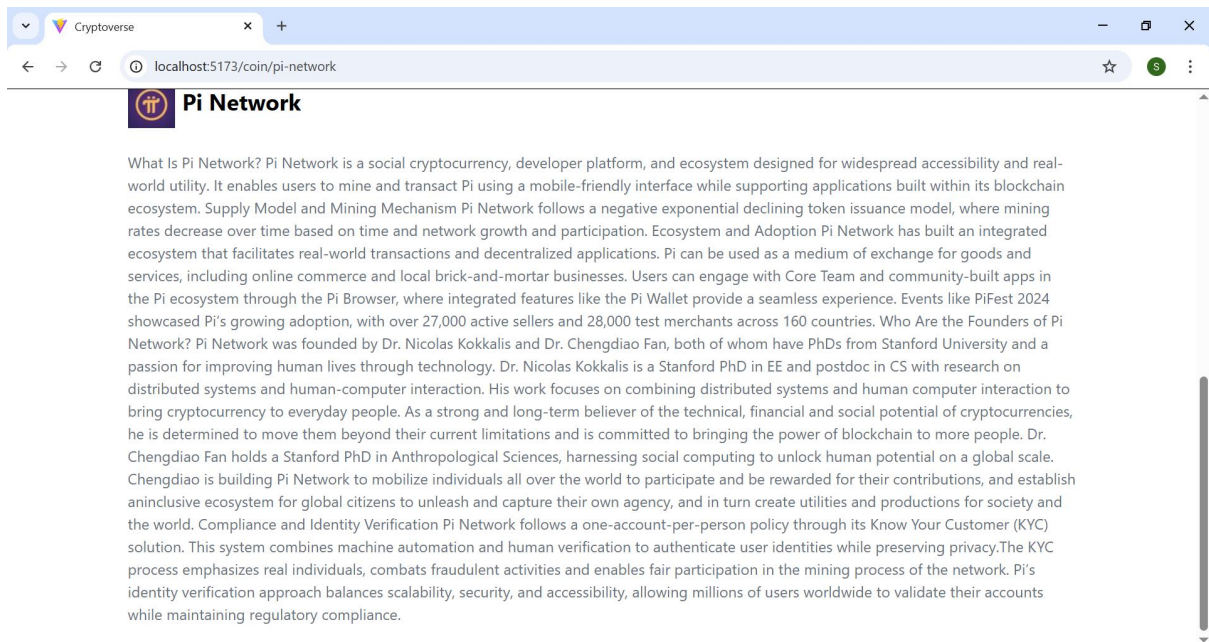 Cryptoverse
localhost:5173/coin/pi-network
S
Pi Network
What Is Pi Network? Pi Network is a social cryptocurrency, developer platform, and ecosystem designed for widespread accessibility and real-
world utility. It enables users to mine and transact Pi using a mobile-friendly interface while supporting applications built within its blockchain
ecosystem. Supply Model and Mining Mechanism Pi Network follows a negative exponential declining token issuance model, where mining
rates decrease over time based on time and network growth and participation. Ecosystem and Adoption Pi Network has built an integrated
ecosystem that facilitates real-world transactions and decentralized applications. Pi can be used as a medium of exchange for goods and
services, including online commerce and local brick-and-mortar businesses. Users can engage with Core Team and community-built apps in
the Pi ecosystem through the Pi Browser, where integrated features like the Pi Wallet provide a seamless experience. Events like PiFest 2024
showcased Pi's growing adoption, with over 27,000 active sellers and 28,000 test merchants across 160 countries. Who Are the Founders of Pi
Network? Pi Network was founded by Dr. Nicolas Kokkalis and Dr. Chengdiao Fan, both of whom have PhDs from Stanford University and a
passion for improving human lives through technology. Dr. Nicolas Kokkalis is a Stanford PhD in EE and postdoc in CS with research on
distributed systems and human-computer interaction. His work focuses on combining distributed systems and human computer interaction to
bring cryptocurrency to everyday people. As a strong and long-term believer of the technical, financial and social potential of cryptocurrencies,
he is determined to move them beyond their current limitations and is committed to bringing the power of blockchain to more people. Dr.
Chengdiao Fan holds a Stanford PhD in Anthropological Sciences, harnessing social computing to unlock human potential on a global scale.
Chengdiao is building Pi Network to mobilize individuals all over the world to participate and be rewarded for their contributions, and establish
aninclusive ecosystem for global citizens to unleash and capture their own agency, and in turn create utilities and productions for society and
the world. Compliance and Identity Verification Pi Network follows a one-account-per-person policy through its Know Your Customer (KYC)
solution. This system combines machine automation and human verification to authenticate user identities while preserving privacy.The KYC
process emphasizes real individuals, combats fraudulent activities and enables fair participation in the mining process of the network. Pi's
identity verification approach balances scalability, security, and accessibility, allowing millions of users worldwide to validate their accounts
while maintaining regulatory compliance.